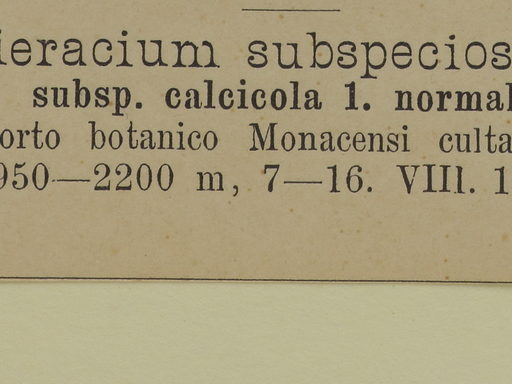 ieracium subspecios
subsp. calcicola 1. normal
orto botanico Monacensi culta
950—2200 m, 7—16. VIII. 1